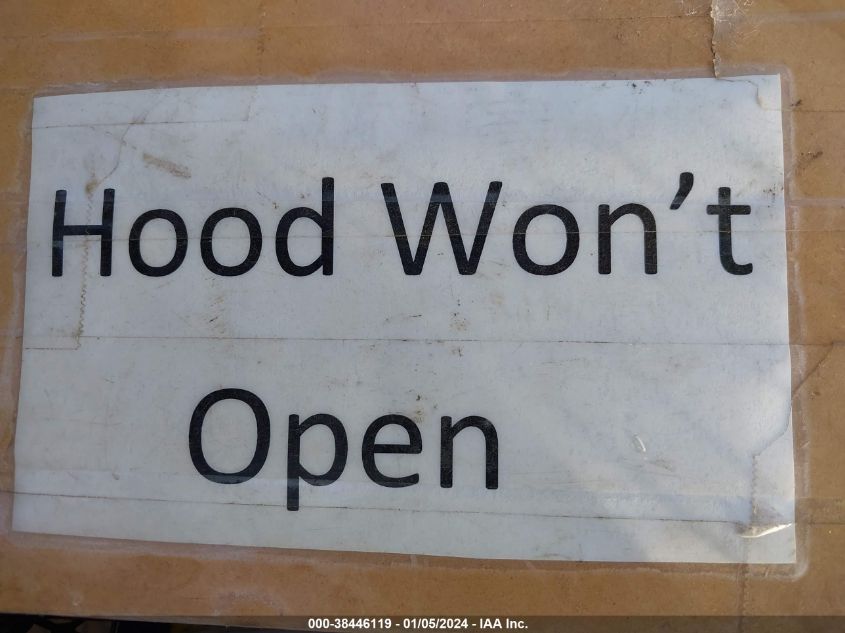 Hood Won’t
Open
000-38446119 - 01/05/2024 - IAA Inc.